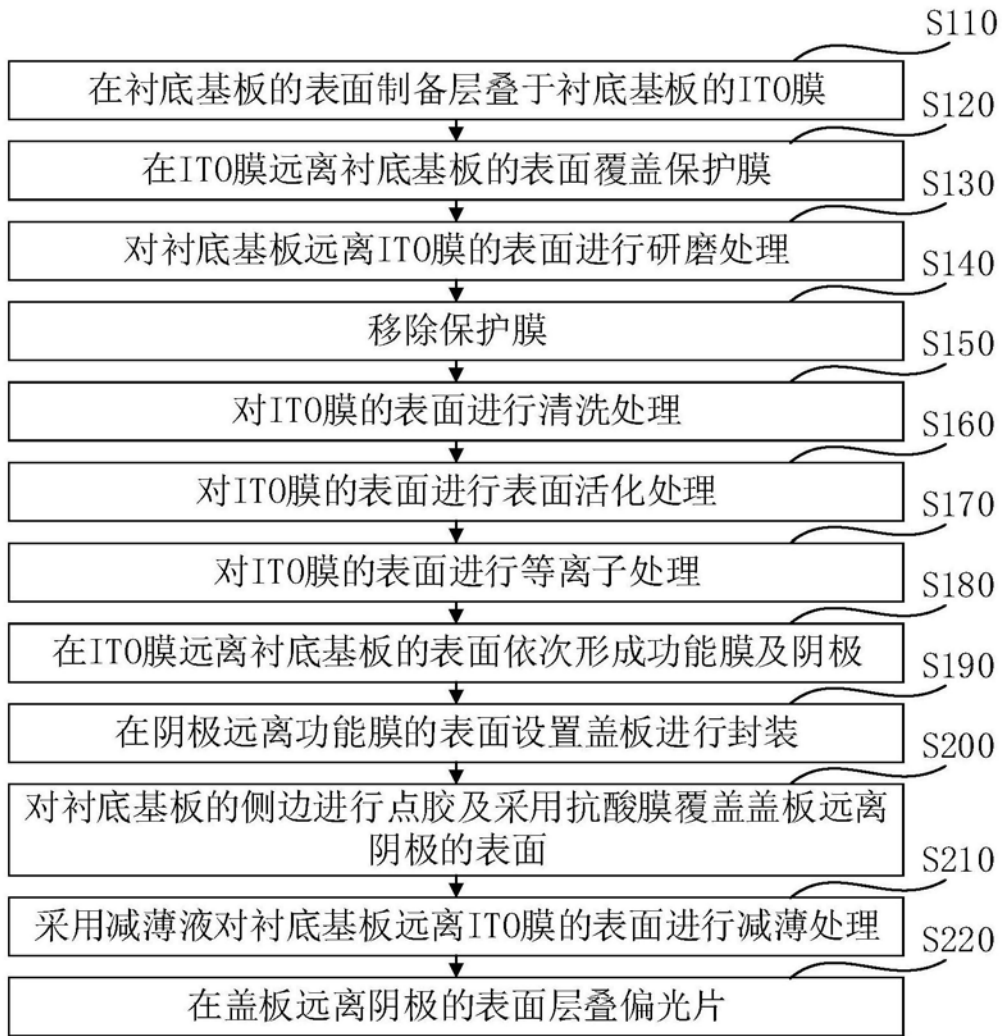 S110
在衬底基板的表面制备层叠于衬底基板的ITO膜
S120
在ITO膜远离衬底基板的表面覆盖保护膜
S130
对衬底基板远离ITO膜的表面进行研磨处理
S140
移除保护膜
S150
对ITO膜的表面进行清洗处理
S160
对ITO膜的表面进行表面活化处理
S170
对ITO膜的表面进行等离子处理
S180
在ITO膜远离衬底基板的表面依次形成功能膜及阴极
S190
在阴极远离功能膜的表面设置盖板进行封装
S200
对衬底基板的侧边进行点胶及采用抗酸膜覆盖盖板远离
阴极的表面
S210
采用减薄液对衬底基板远离ITO膜的表面进行减薄处理
S220
在盖板远离阴极的表面层叠偏光片